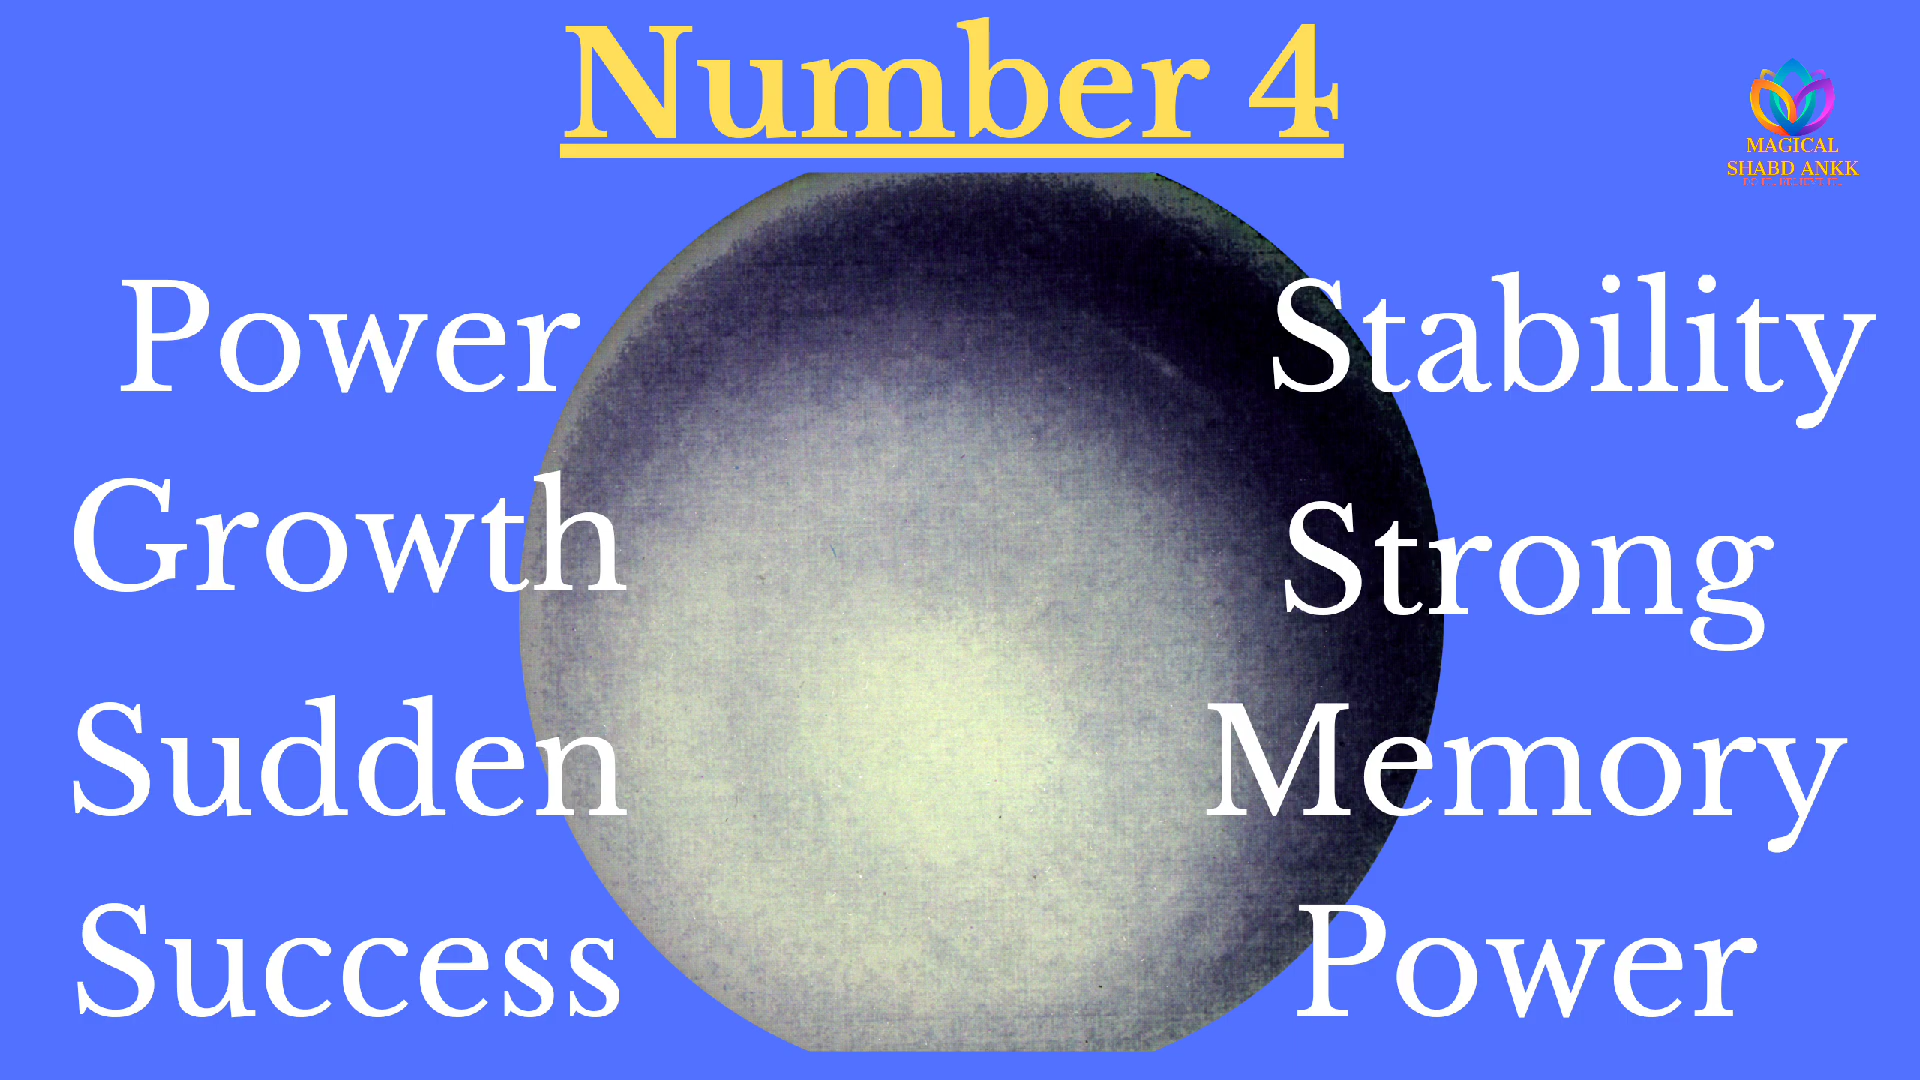 Number 4
MAGICAL
SHABD ANKK
Power
Growth
Sudden
Success
Stability
Strong
Memory
Power